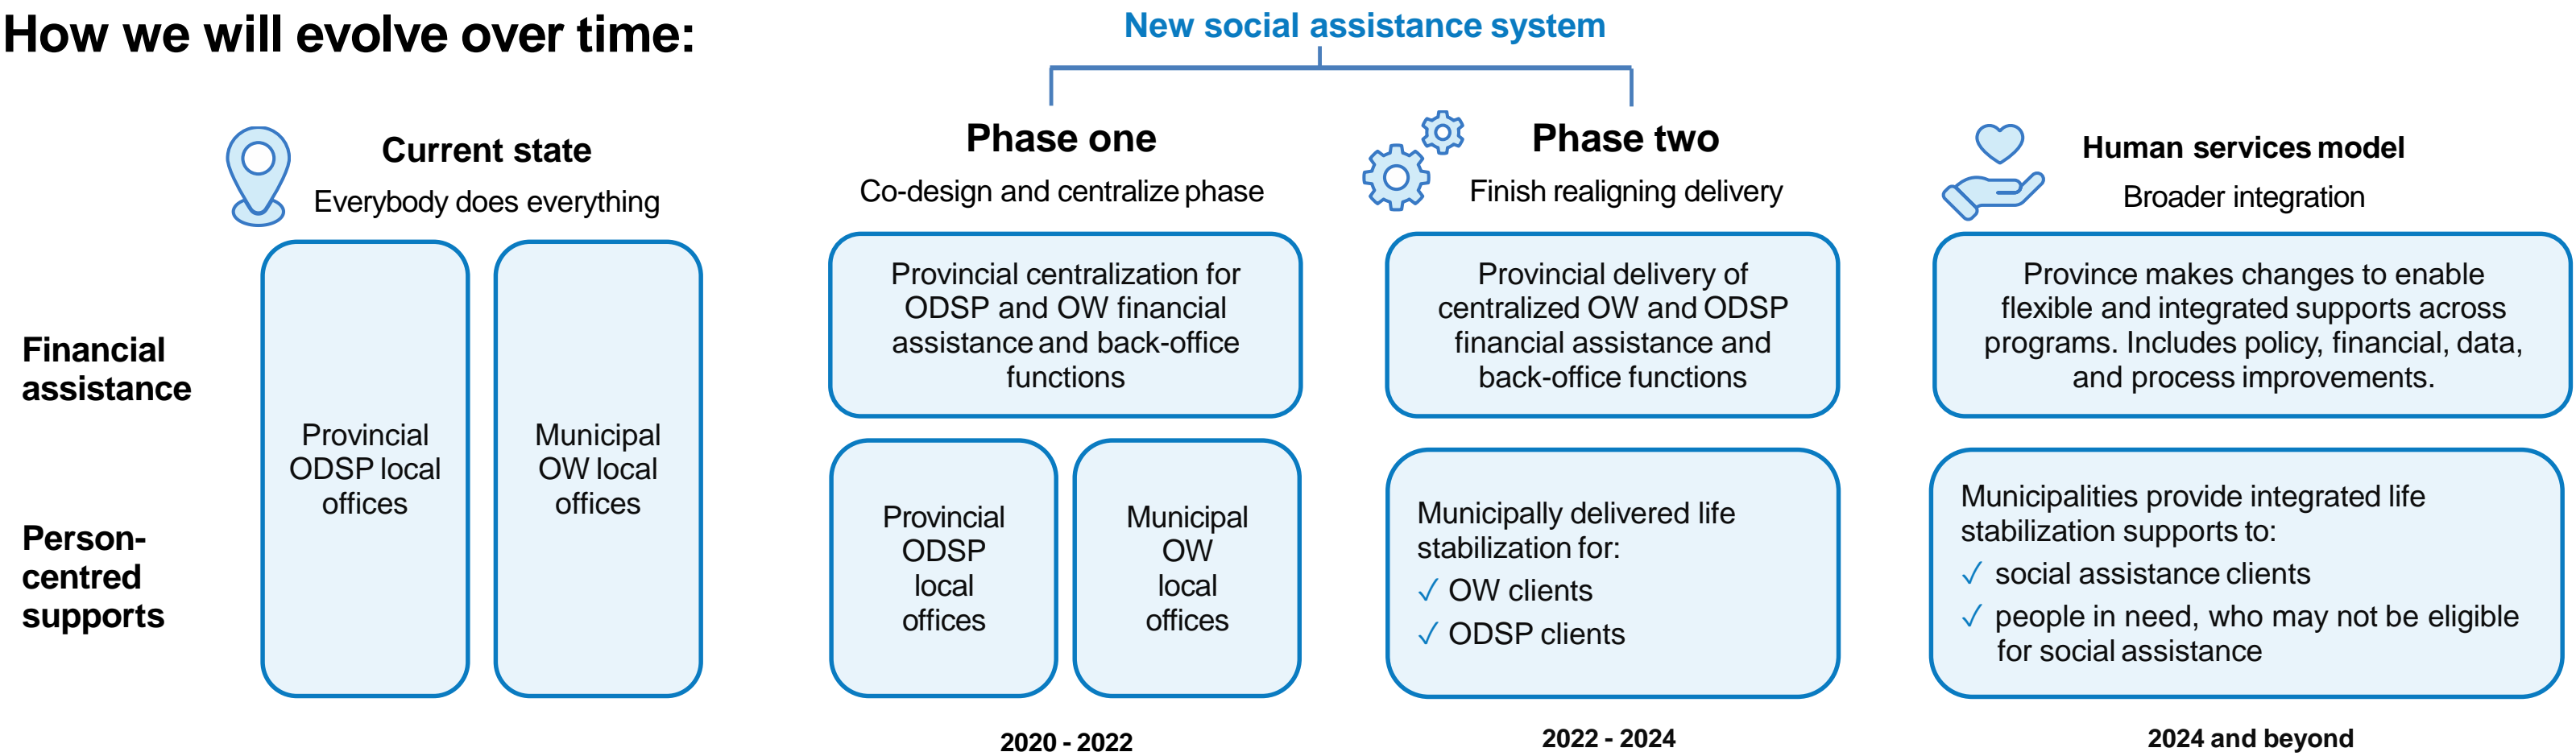 How we will evolve over time:
New social assistance system
Current state
Everybody does everything
Phase one
Co-design and centralize phase
Phase two
Finish realigning delivery
Human services model
Broader integration
Financial
assistance
Person-
centred
supports
Provincial
ODSP local
offices
Municipal
OW local
offices
Provincial centralization for
ODSP and OW financial
assistance and back-office
functions
Provincial
ODSP
local
offices
Municipal
OW
local
offices
2020 - 2022
Provincial delivery of
centralized OW and ODSP
financial assistance and
back-office functions
Municipally delivered life
stabilization for:
✓ OW clients
✓ ODSP clients
2022 - 2024
Province makes changes to enable
flexible and integrated supports across
programs. Includes policy, financial, data,
and process improvements.
Municipalities provide integrated life
stabilization supports to:
✓ social assistance clients
✓ people in need, who may not be eligible
for social assistance
2024 and beyond